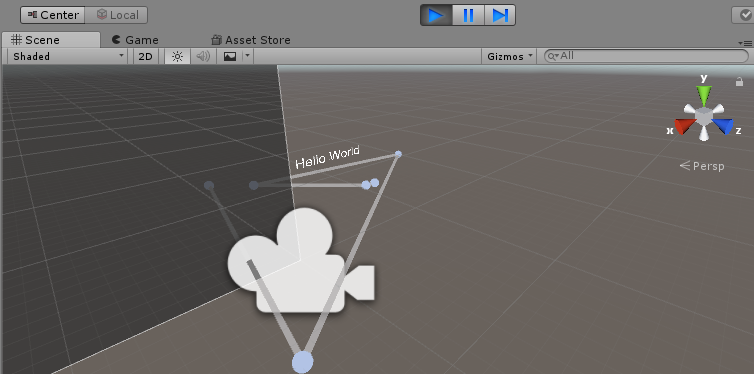 Center Local
Scene Game Asset Store
Shaded 2D Gizmos All
y
x z
Persp
Hello World